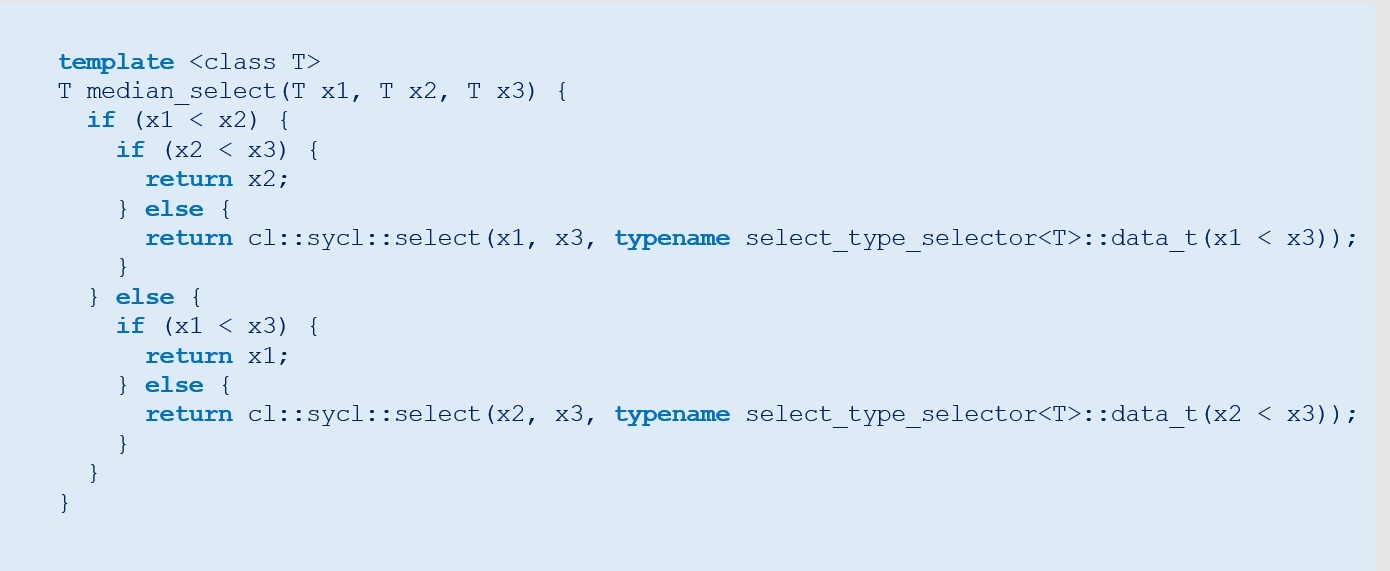 template <class T>
T median_select(T x1, T x2, T x3) {
  if (x1 < x2) {
    if (x2 < x3) {
      return x2;
    } else {
      return cl::sycl::select(x1, x3, typename select_type_selector<T>::data_t(x1 < x3));
    }
  } else {
    if (x1 < x3) {
      return x1;
    } else {
      return cl::sycl::select(x2, x3, typename select_type_selector<T>::data_t(x2 < x3));
    }
  }
}